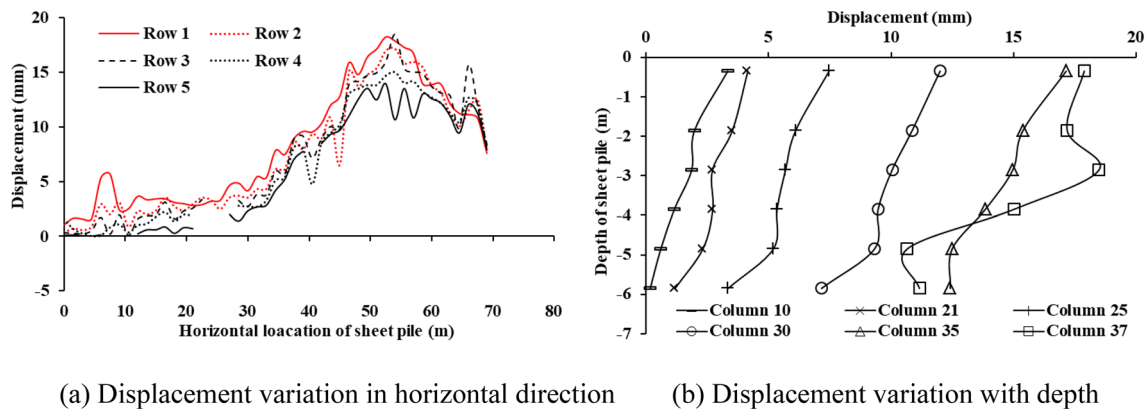 20
15
10
5
0
-5
0 10 20 30 40 50 60 70 80
Displacement (mm)
Horizontal loacation of sheet pile (m)
Row 1 Row 2
Row 3 Row 4
Row 5
(a) Displacement variation in horizontal direction
Displacement (mm)
0 5 10 15 20
0
-1
-2
-3
-4
-5
-6
-7
Depth of sheet pile (m)
Column 10 Column 21 Column 25
Column 30 Column 35 Column 37
(b) Displacement variation with depth